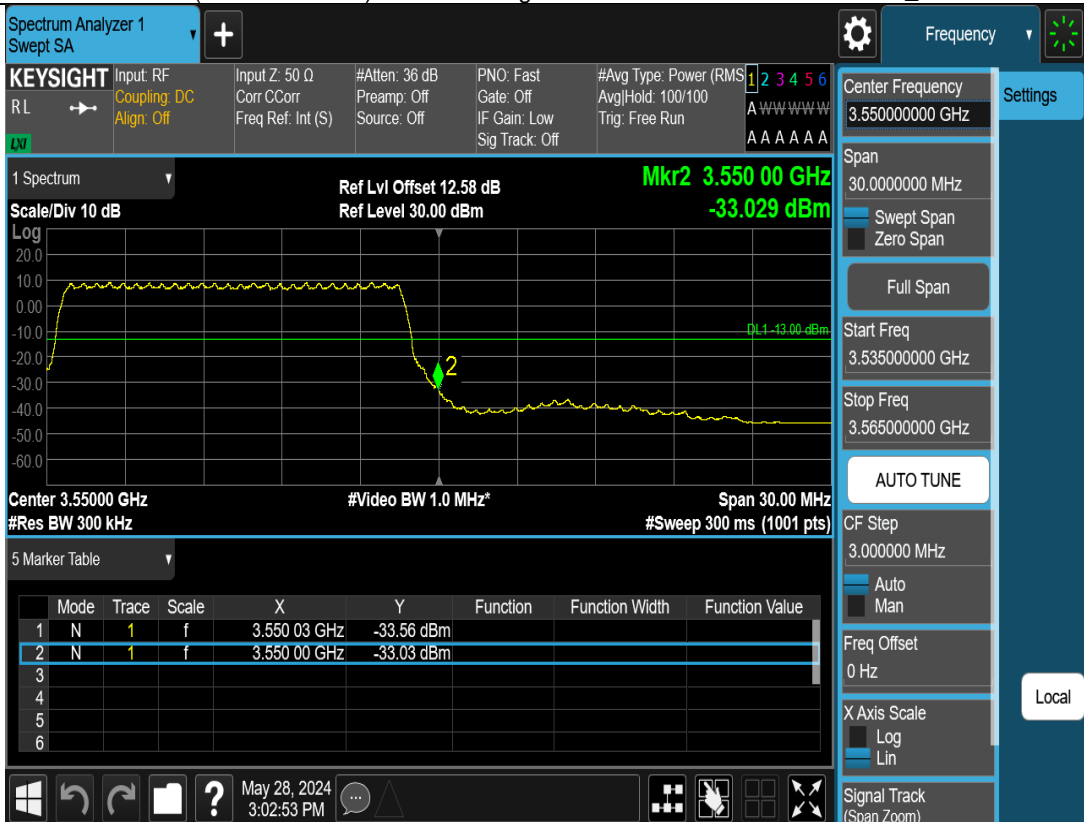 Spectrum Analyzer 1
Swept SA
+
Frequency
KEYSIGHT
RL
LXI
Input: RF
Coupling: DC
Align: Off
Input Z: 50 Ω
Corr CCorr
Freq Ref: Int (S)
#Atten: 36 dB
Preamp: Off
Source: Off
PNO: Fast
Gate: Off
IF Gain: Low
Sig Track: Off
#Avg Type: Power (RMS
Avg|Hold: 100/100
Trig: Free Run
1 2 3 4 5 6
A W W W W W
A A A A A A
1 Spectrum
Scale/Div 10 dB
Ref Lvl Offset 12.58 dB
Ref Level 30.00 dBm
Mkr2 3.550 00 GHz
-33.029 dBm
Log
20.0
10.0
0.00
-10.0
-20.0
-30.0
-40.0
-50.0
-60.0
DL1 -13.00 dBm
2
Center 3.55000 GHz
#Video BW 1.0 MHz*
Span 30.00 MHz
#Res BW 300 kHz
#Sweep 300 ms (1001 pts)
5 Marker Table
Mode Trace Scale X Y Function Function Width Function Value
1 N 1 f 3.550 03 GHz -33.56 dBm
2 N 1 f 3.550 00 GHz -33.03 dBm
3
4
5
6
?
May 28, 2024
3:02:53 PM
Center Frequency
3.550000000 GHz
Settings
Span
30.0000000 MHz
Swept Span
Zero Span
Full Span
Start Freq
3.535000000 GHz
Stop Freq
3.565000000 GHz
AUTO TUNE
CF Step
3.000000 MHz
Auto
Man
Freq Offset
0 Hz
X Axis Scale
Log
Lin
Local
Signal Track
(Span Zoom)